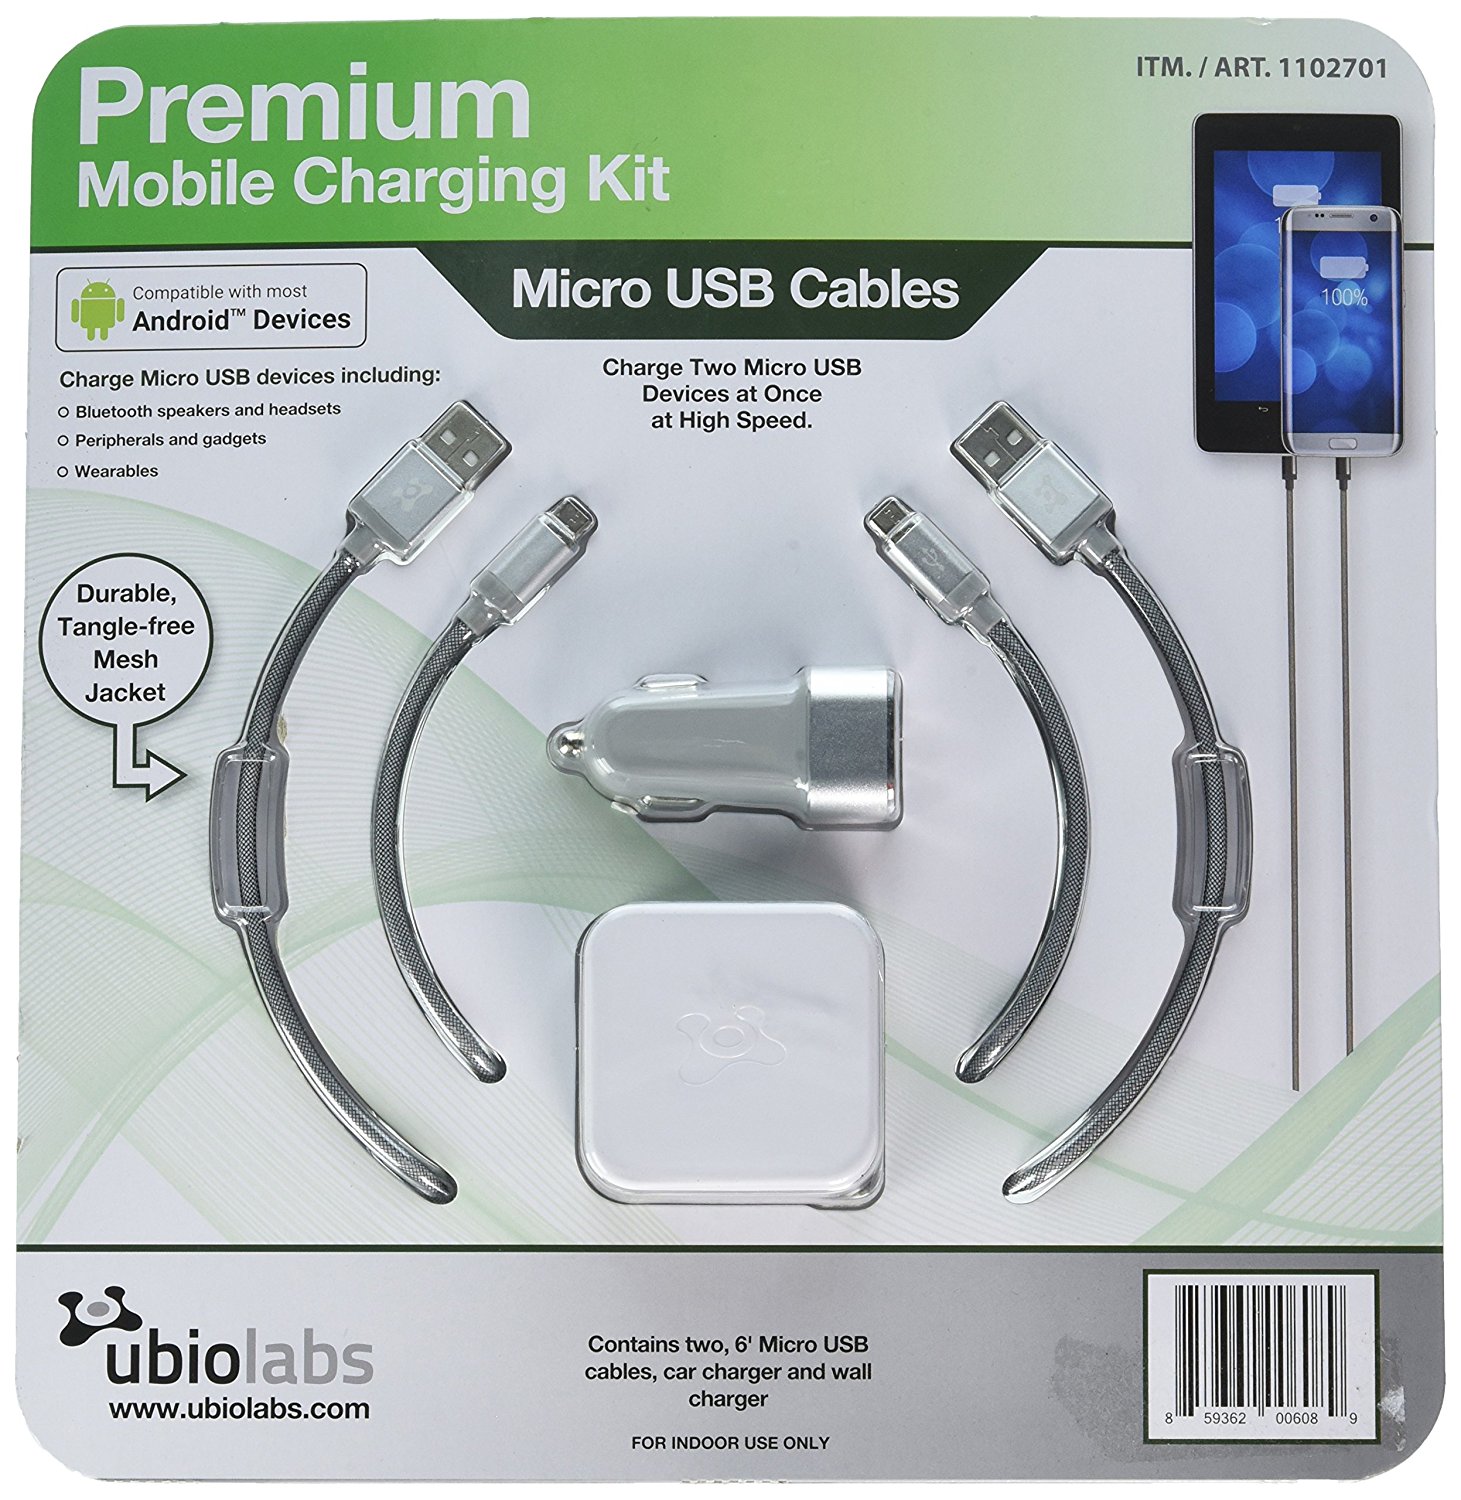 Premium
Mobile Charging Kit
ITM. / ART. 1102701
Micro USB Cables
Compatible with most
Android™ Devices
Charge Micro USB devices including:
Bluetooth speakers and headsets
Peripherals and gadgets
Wearables
Charge Two Micro USB
Devices at Once
at High Speed.
100%
Durable,
Tangle-free
Mesh
Jacket
ubiolabs
www.ubiolabs.com
Contains two, 6' Micro USB
cables, car charger and wall
charger
FOR INDOOR USE ONLY
8 59362 00608 9